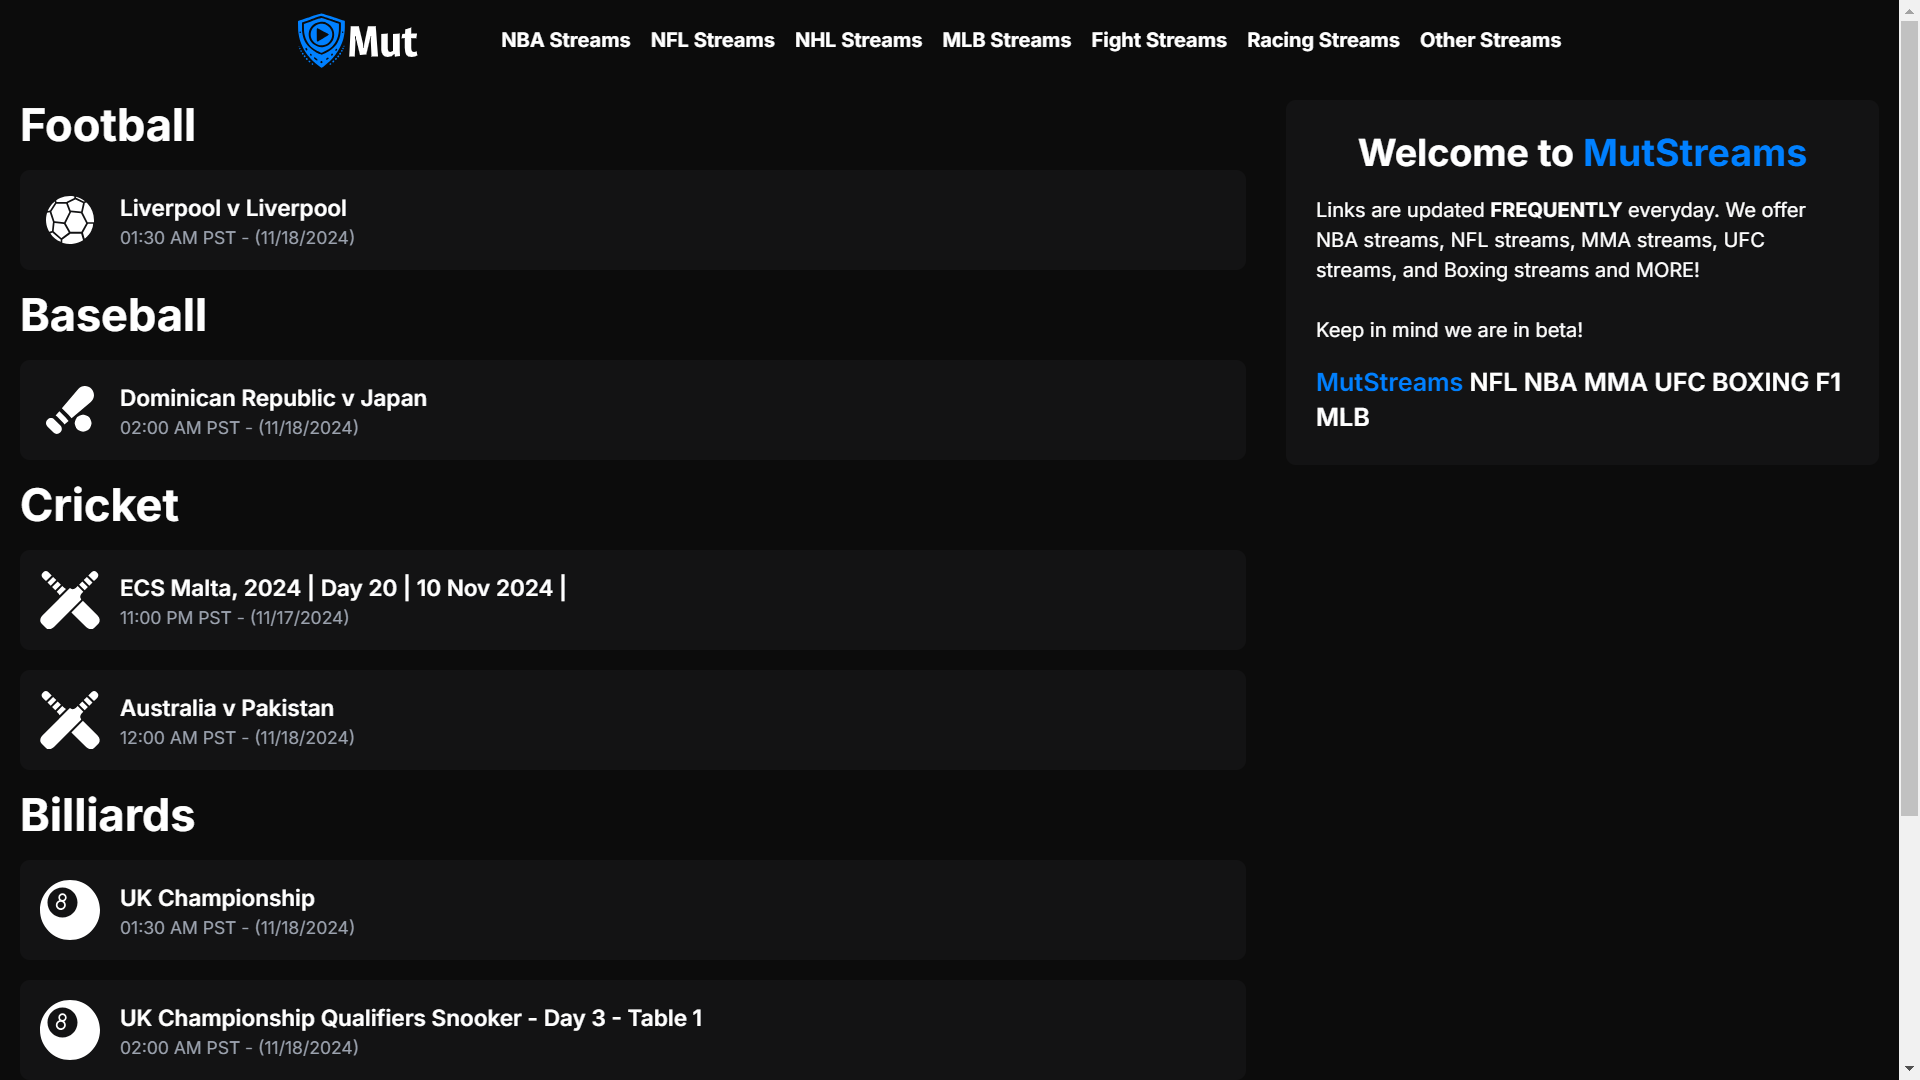 Mut
NBA Streams NFL Streams NHL Streams MLB Streams Fight Streams Racing Streams Other Streams
Football
Liverpool v Liverpool
01:30 AM PST - (11/18/2024)
Baseball
Dominican Republic v Japan
02:00 AM PST - (11/18/2024)
Cricket
ECS Malta, 2024 | Day 20 | 10 Nov 2024 |
11:00 PM PST - (11/17/2024)
Australia v Pakistan
12:00 AM PST - (11/18/2024)
Billiards
8
UK Championship
01:30 AM PST - (11/18/2024)
8
UK Championship Qualifiers Snooker - Day 3 - Table 1
02:00 AM PST - (11/18/2024)
Welcome to MutStreams
Links are updated FREQUENTLY everyday. We offer
NBA streams, NFL streams, MMA streams, UFC
streams, and Boxing streams and MORE!
Keep in mind we are in beta!
MutStreams NFL NBA MMA UFC BOXING F1
MLB